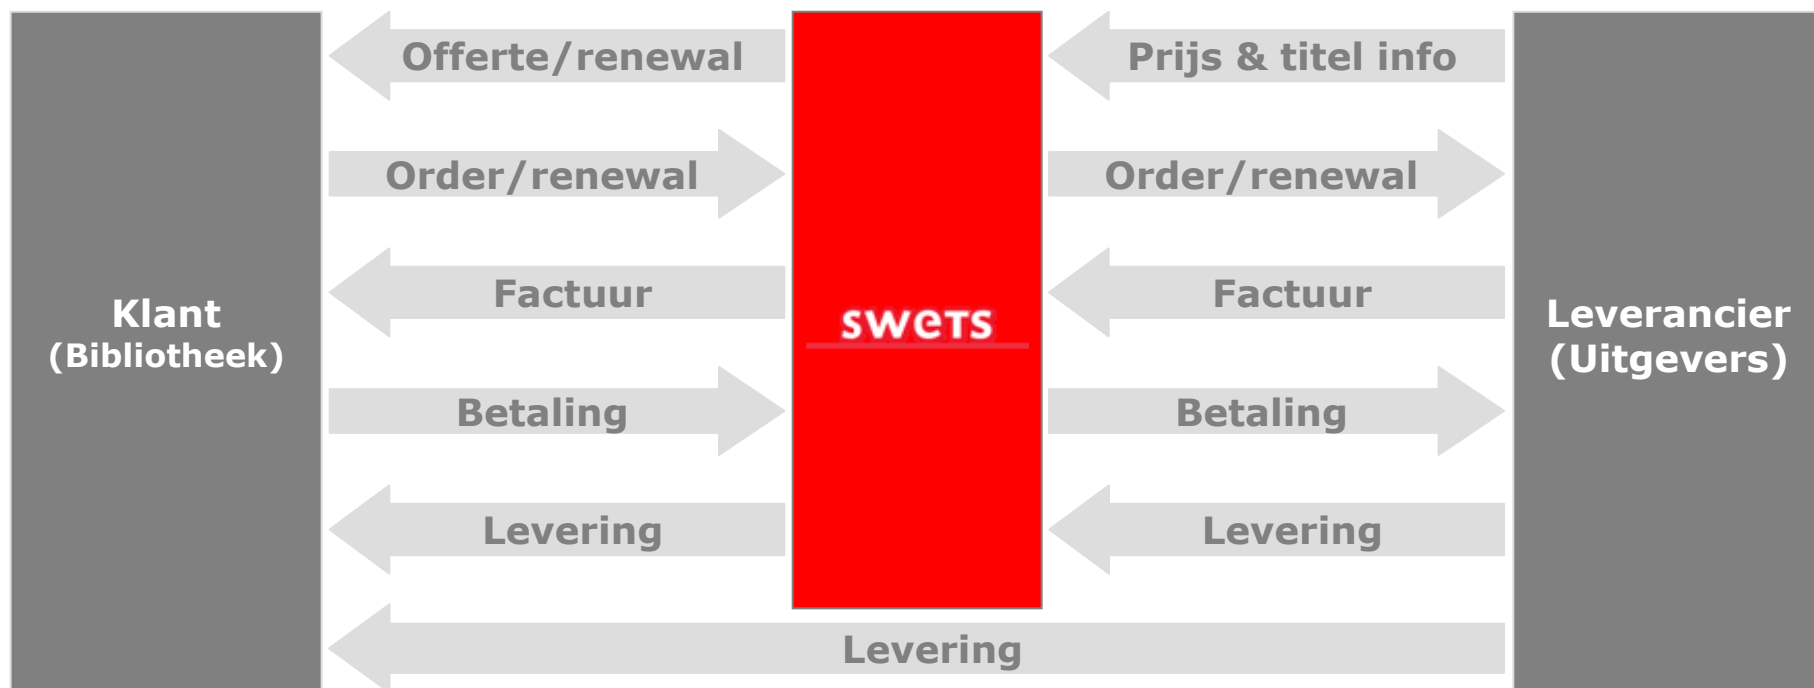 Offerte/renewal
Prijs & titel info
Order/renewal
Order/renewal
Factuur
Factuur
Klant
(Bibliotheek)
swets
Leverancier
(Uitgevers)
Betaling
Betaling
Levering
Levering
Levering